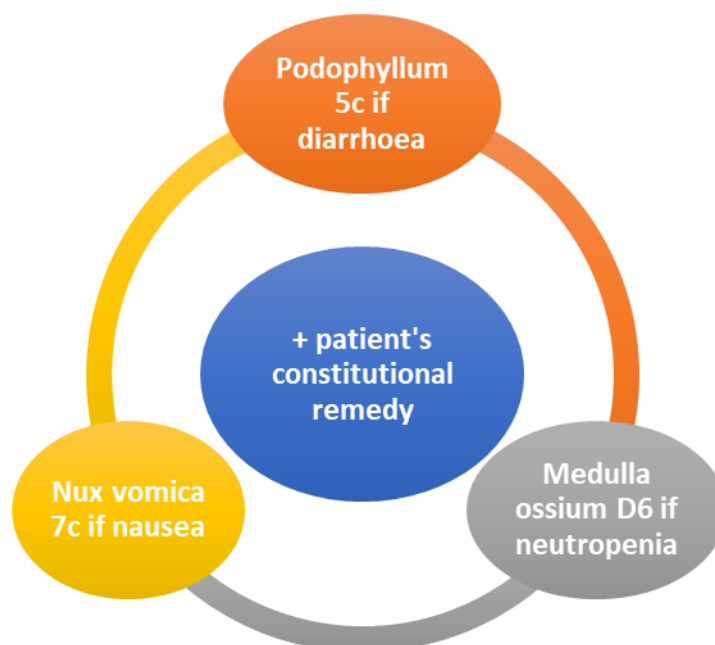 Podophyllum
5c if
diarrhoea
+ patient's
constitutional
remedy
Nux vomica
7c if nausea
Medulla
ossium D6 if
neutropenia